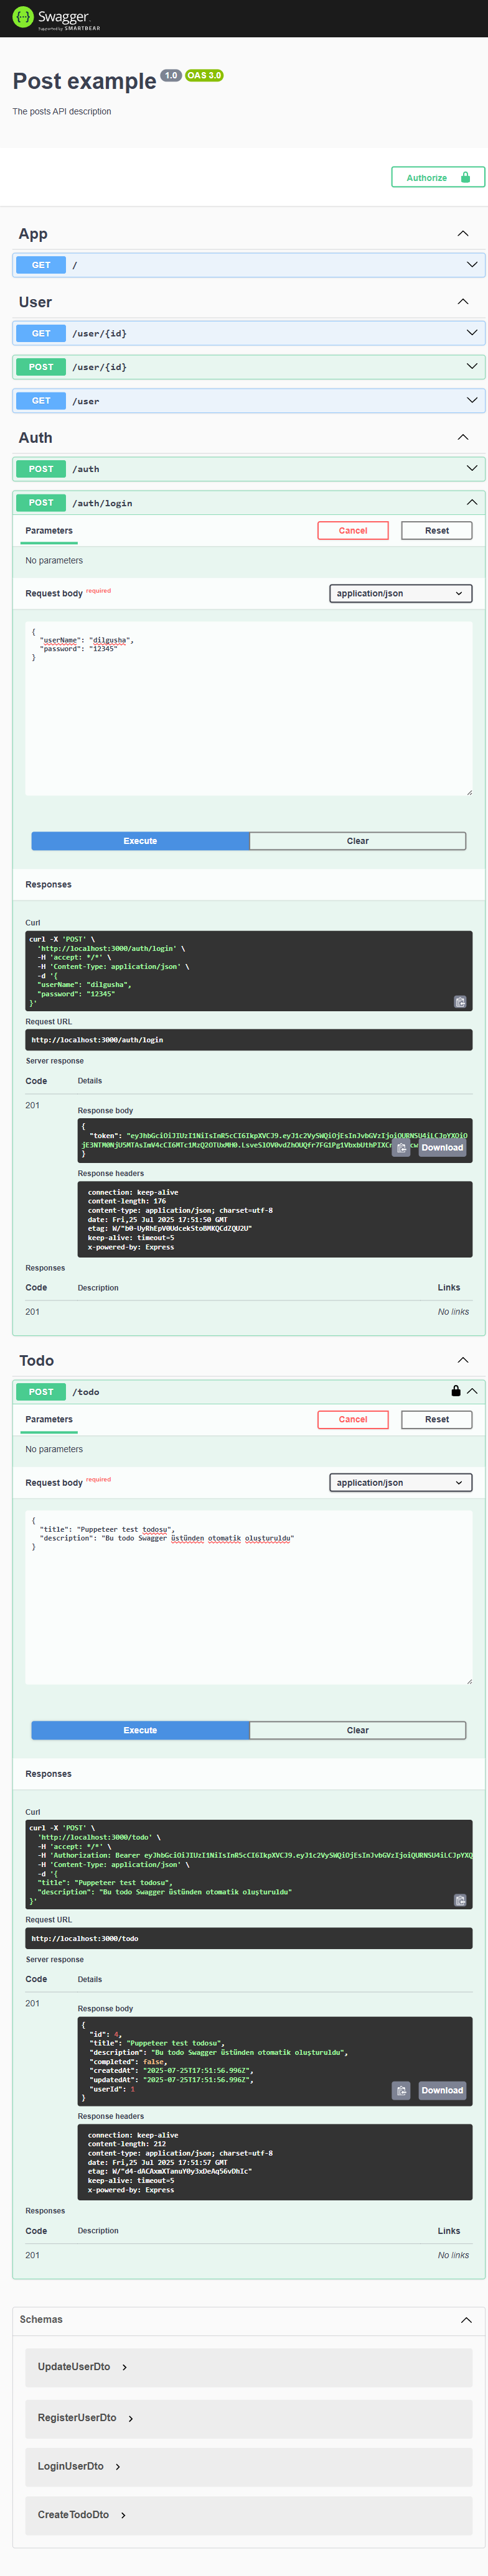 Swagger
Supported by SMARTBEAR
Post example 1.0 OAS 3.0
The posts API description
Authorize
App
GET /
User
GET /user/{id}
POST /user/{id}
GET /user
Auth
POST /auth
POST /auth/login
Parameters Cancel Reset
No parameters
Request body required application/json
{
"userName": "dilgusha",
"password": "12345"
}
Execute Clear
Responses
Curl
curl -X 'POST' \
'http://localhost:3000/auth/login' \
-H 'accept: */*' \
-H 'Content-Type: application/json' \
-d '{
"userName": "dilgusha",
"password": "12345"
}'
Request URL
http://localhost:3000/auth/login
Server response
Code Details
201
Response body
{
"token":
}
Download
Response headers
connection: keep-alive
content-length: 176
content-type: application/json; charset=utf-8
date: Fri,25 Jul 2025 17:51:50 GMT
etag:
keep-alive: timeout=5
x-powered-by: Express
Responses
Code Description Links
201 No links
Todo
POST /todo
Parameters Cancel Reset
No parameters
Request body required application/json
{
"title": "Puppeteer test todosu",
"description": "Bu todo Swagger üstünden otomatik oluşturuldu"
}
Execute Clear
Responses
Curl
curl -X 'POST' \
'http://localhost:3000/todo' \
-H 'accept: */*' \
-H 'Authorization: Bearer
-H 'Content-Type: application/json' \
-d '{
"title": "Puppeteer test todosu",
"description": "Bu todo Swagger üstünden otomatik oluşturuldu"
}'
Request URL
http://localhost:3000/todo
Server response
Code Details
201
Response body
{
"id": 4,
"title": "Puppeteer test todosu",
"description": "Bu todo Swagger üstünden otomatik oluşturuldu",
"completed": false,
"createdAt": "2025-07-25T17:51:56.996Z",
"updatedAt": "2025-07-25T17:51:56.996Z",
"userId": 1
}
Download
Response headers
connection: keep-alive
content-length: 212
content-type: application/json; charset=utf-8
date: Fri,25 Jul 2025 17:51:57 GMT
etag:
keep-alive: timeout=5
x-powered-by: Express
Responses
Code Description Links
201 No links
Schemas
UpdateUserDto
RegisterUserDto
LoginUserDto
CreateTodoDto